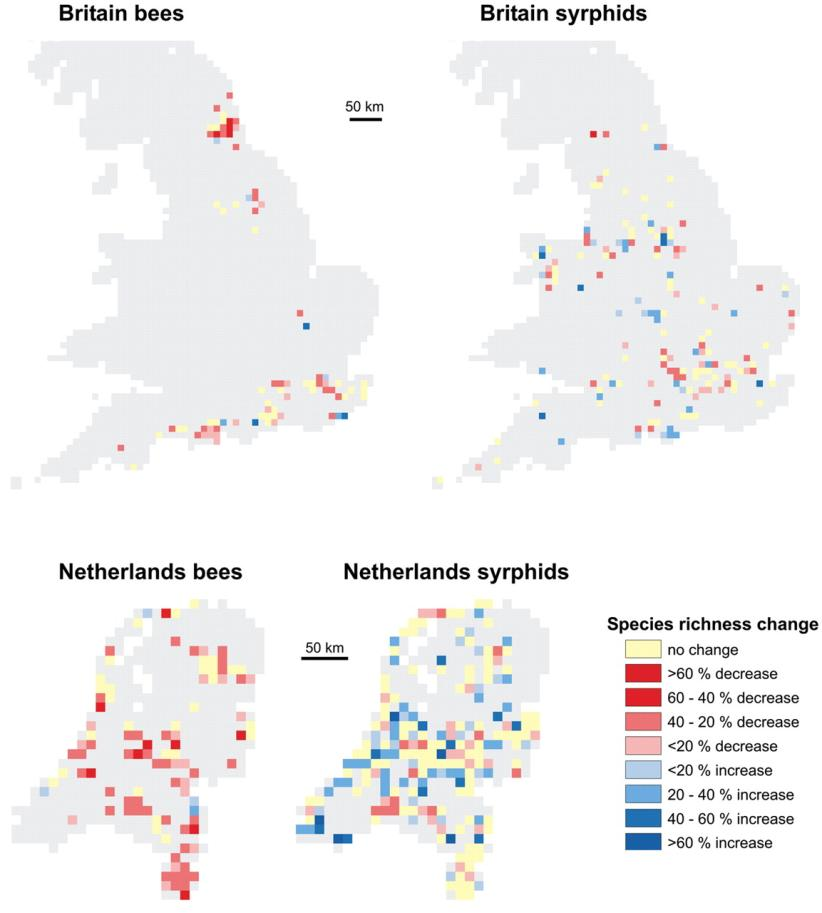 Britain bees
Britain syrphids
50 km
Netherlands bees
Netherlands syrphids
50 km
Species richness change
no change
>60 % decrease
60 - 40 % decrease
40 - 20 % decrease
<20 % decrease
<20 % increase
20 - 40 % increase
40 - 60 % increase
>60 % increase